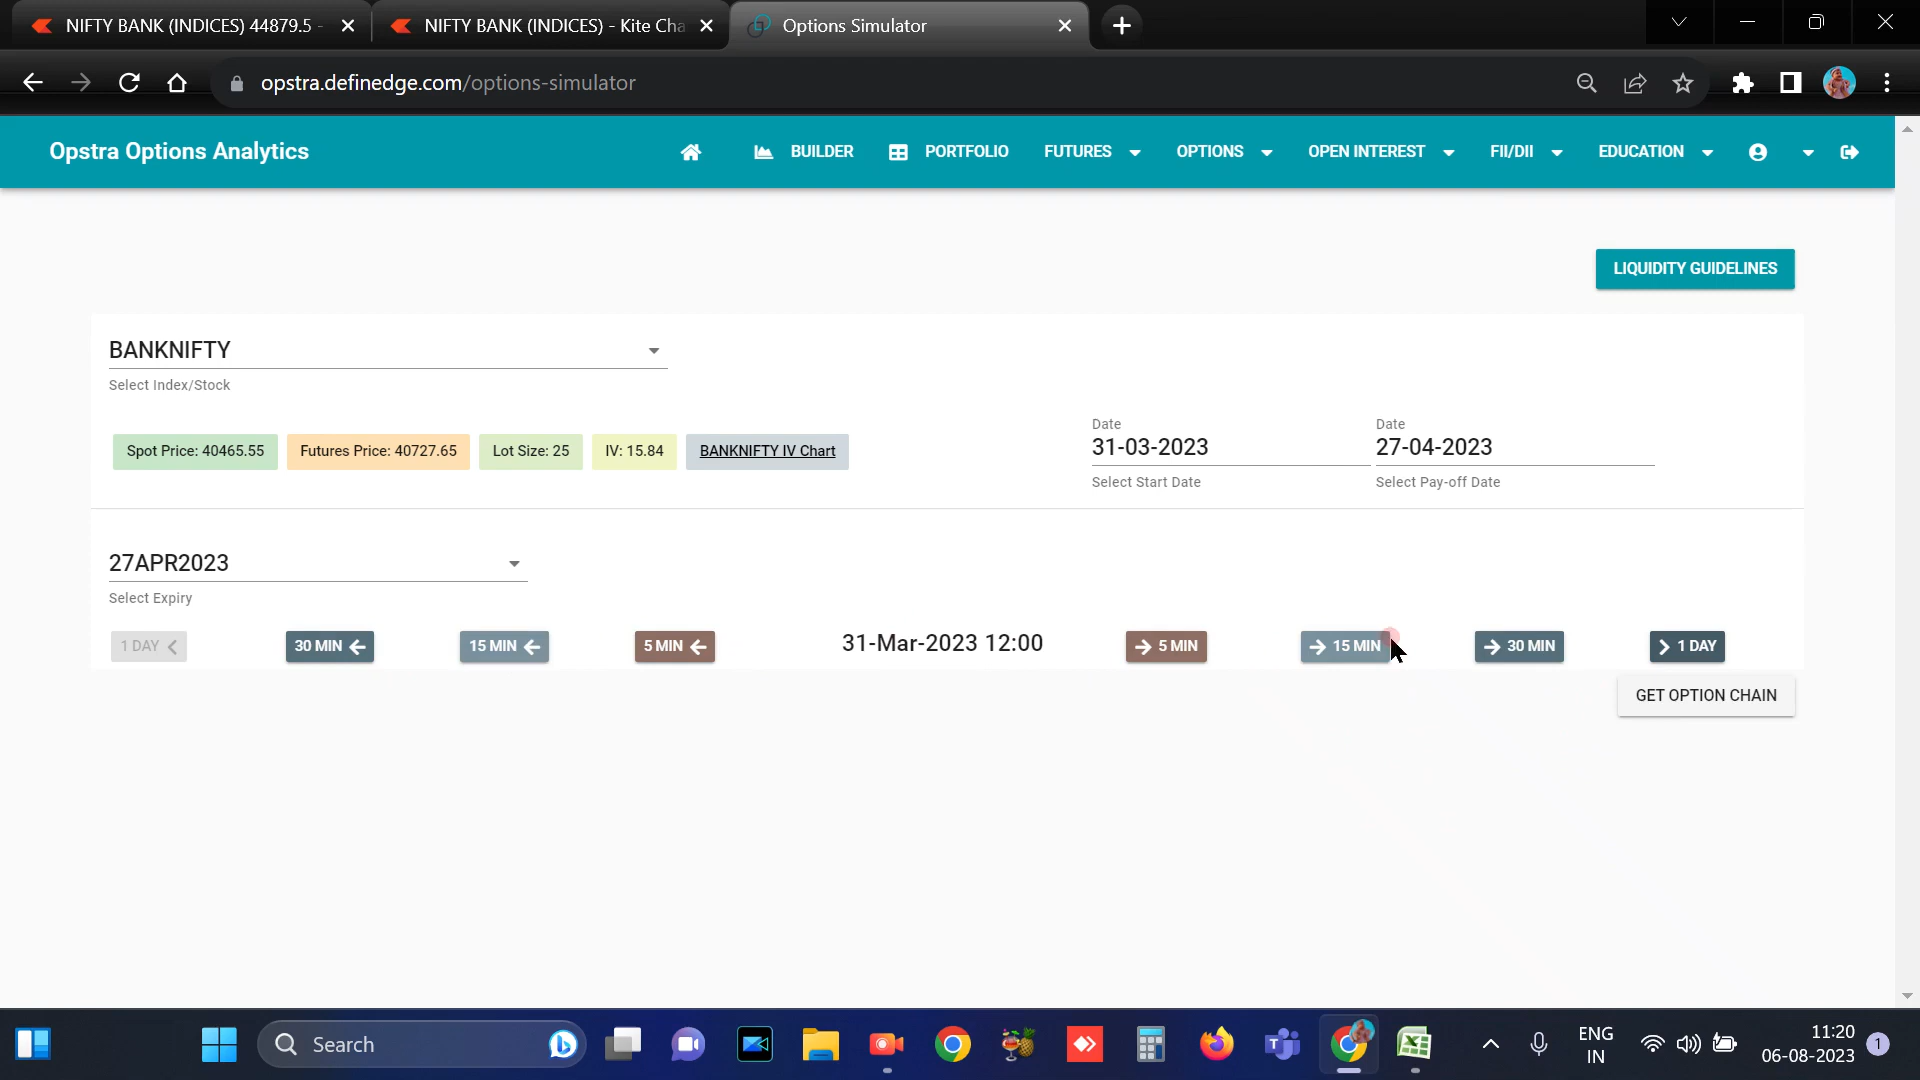 NIFTY BANK (INDICES) 44879.5 -
NIFTY BANK (INDICES) - Kite Cha
Options Simulator
opstra.definedge.com/options-simulator
Opstra Options Analytics
BUILDER
PORTFOLIO
FUTURES
OPTIONS
OPEN INTEREST
FII/DII
EDUCATION
LIQUIDITY GUIDELINES
BANKNIFTY
Select Index/Stock
Spot Price: 40465.55
Futures Price: 40727.65
Lot Size: 25
IV: 15.84
BANKNIFTY IV Chart
Date
31-03-2023
Select Start Date
Date
27-04-2023
Select Pay-off Date
27APR2023
Select Expiry
1 DAY
30 MIN
15 MIN
5 MIN
31-Mar-2023 12:00
5 MIN
15 MIN
30 MIN
1 DAY
GET OPTION CHAIN
Search
ENG
IN
11:20
06-08-2023
1